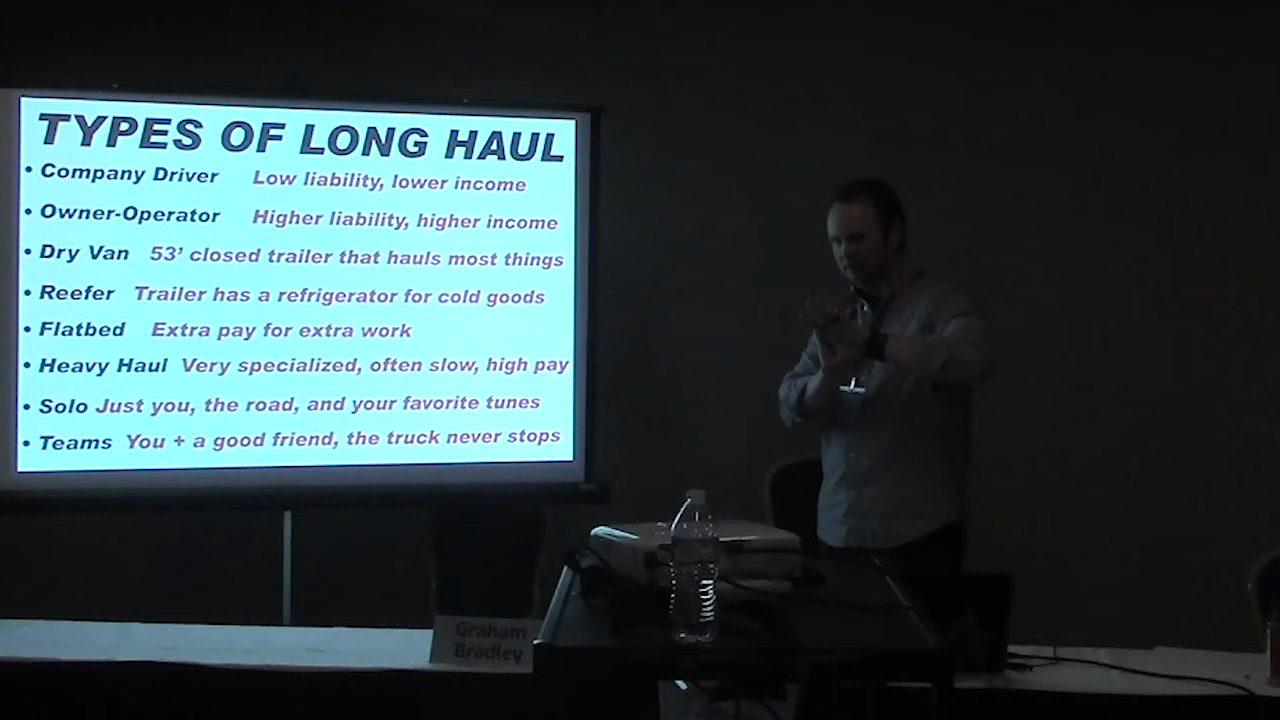 TYPES OF LONG HAUL
• Company Driver Low liability, lower income
• Owner-Operator Higher liability, higher income
• Dry Van 53’ closed trailer that hauls most things
• Reefer Trailer has a refrigerator for cold goods
• Flatbed Extra pay for extra work
• Heavy Haul Very specialized, often slow, high pay
• Solo Just you, the road, and your favorite tunes
• Teams You + a good friend, the truck never stops
Graham
Bradley